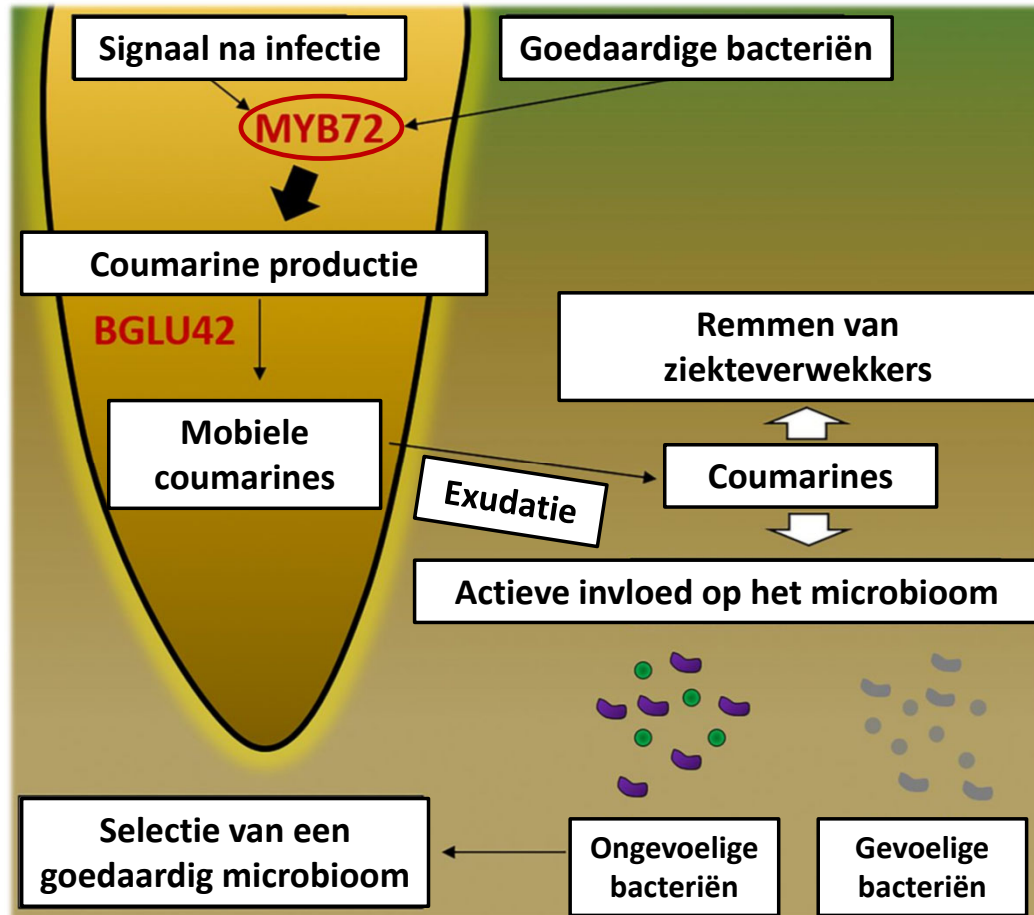 Signaal na infectie
Goedaardige bacteriën
MYB72
Coumarine productie
BGLU42
Mobiele
coumarines
Exudatie
Remmen van
ziekteverwekkers
Coumarines
Actieve invloed op het microbioom
Ongevoelige
bacteriën
Gevoelige
bacteriën
Selectie van een
goedaardig microbioom